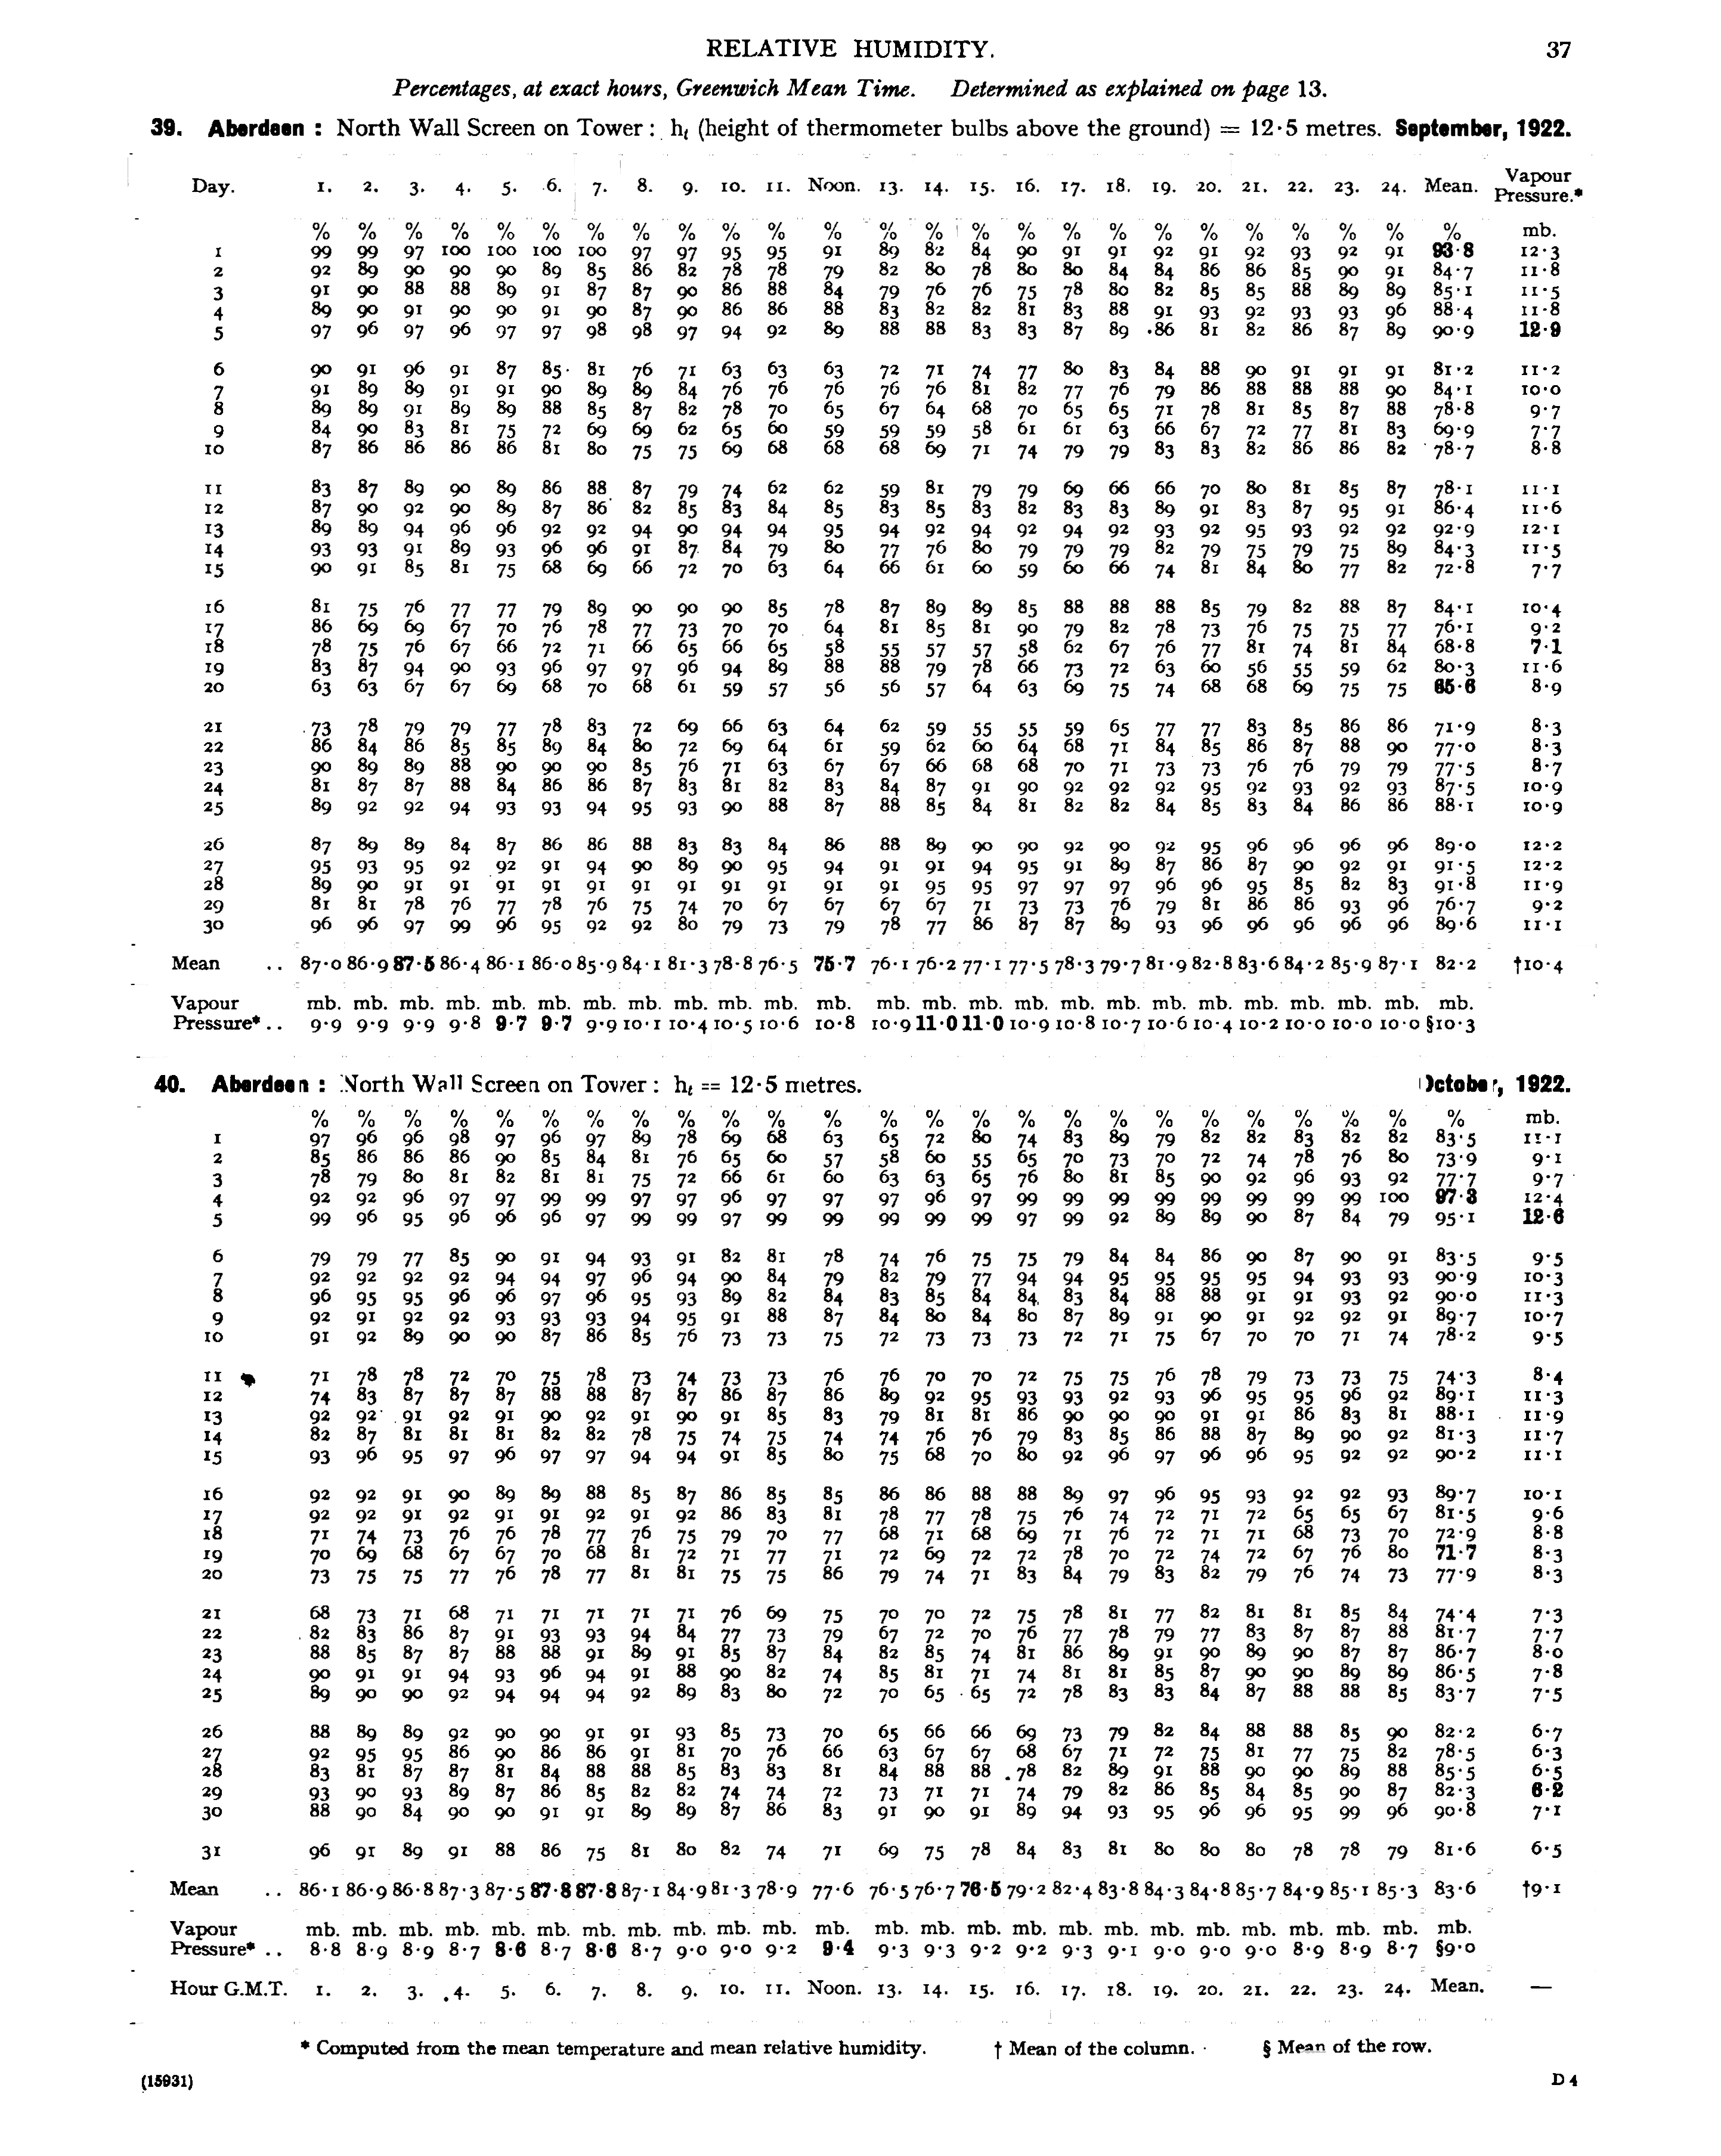 RELATIVE HUMIDITY. 37
Percentages, at exact hours, Greenwich Mean Time. Determined as explained on page 13.
39. Aberdeen : North Wall Screen on Tower : ht (height of thermometer bulbs above the ground) = 12·5 metres. September, 1922.
Day. 1. 2. 3. 4. 5. 6. 7. 8. 9. 10. 11. Noon. 13. 14. 15. 16. 17. 18. 19. 20. 21. 22. 23. 24. Mean. Vapour Pressure.*
% % % % % % % % % % % % % % % % % % % % % % % % % mb.
1 99 99 97 100 100 100 100 97 97 95 95 91 89 82 84 90 91 91 92 91 92 93 92 91 93·8 12·3
2 92 89 90 90 90 89 85 86 82 78 78 79 82 80 78 80 80 84 84 86 86 85 90 91 84·7 11·8
3 91 90 88 88 89 91 87 87 90 86 88 84 79 76 76 75 78 80 82 85 85 88 89 89 85·1 11·5
4 89 90 91 90 90 91 90 87 90 86 86 88 83 82 82 81 83 88 91 93 92 93 93 96 88·4 11·8
5 97 96 97 96 97 97 98 98 97 94 92 89 88 88 83 83 87 89 86 81 82 86 87 89 90·9 12·9
6 90 91 96 91 87 85 81 76 71 63 63 63 72 71 74 77 80 83 84 88 90 91 91 91 81·2 11·2
7 91 89 89 91 91 90 89 89 84 76 76 76 76 76 81 82 77 76 79 86 88 88 88 90 84·1 10·0
8 89 89 91 89 89 88 85 87 82 78 70 65 67 64 68 70 65 65 71 78 81 85 87 88 78·8 9·7
9 84 90 83 81 75 72 69 69 62 65 60 59 59 59 58 61 61 63 66 67 72 77 81 83 69·9 7·7
10 87 86 86 86 86 81 80 75 75 69 68 68 68 69 71 74 79 79 83 83 82 86 86 82 78·7 8·8
11 83 87 89 90 89 86 88 87 79 74 62 62 59 81 79 79 69 66 66 70 80 81 85 87 78·1 11·1
12 87 90 92 90 89 87 86 82 85 83 84 85 83 85 83 82 83 83 89 91 83 87 95 91 86·4 11·6
13 89 89 94 96 96 92 92 94 90 94 94 95 94 92 94 92 94 92 93 92 95 93 92 92 92·9 12·1
14 93 93 91 89 93 96 96 91 87 84 79 80 77 76 80 79 79 79 82 79 75 79 75 89 84·3 11·5
15 90 91 85 81 75 68 69 66 72 70 63 64 66 61 60 59 60 66 74 81 84 80 77 82 72·8 7·7
16 81 75 76 77 77 79 89 90 90 90 85 78 87 89 89 85 88 88 88 85 79 82 88 87 84·1 10·4
17 86 69 69 67 70 76 78 77 73 70 70 64 81 85 81 90 79 82 78 73 76 75 75 77 76·1 9·2
18 78 75 76 67 66 72 71 66 65 66 65 58 55 57 57 58 62 67 76 77 81 74 81 84 68·8 7·1
19 83 87 94 90 93 96 97 97 96 94 89 88 88 79 78 66 73 72 63 60 56 55 59 62 80·3 11·6
20 63 63 67 67 69 68 70 68 61 59 57 56 56 57 64 63 69 75 74 68 68 69 75 75 65·6 8·9
21 73 78 79 79 77 78 83 72 69 66 63 64 62 59 55 55 59 65 77 77 83 85 86 86 71·9 8·3
22 86 84 86 85 85 89 84 80 72 69 64 61 59 62 60 64 68 71 84 85 86 87 88 90 77·0 8·3
23 90 89 89 88 90 90 90 85 76 71 63 67 67 66 68 68 70 71 73 73 76 76 79 79 77·5 8·7
24 81 87 87 88 84 86 86 87 83 81 82 83 84 87 91 90 92 92 92 95 92 93 92 93 87·5 10·9
25 89 92 92 94 93 93 94 95 93 90 88 87 88 85 84 81 82 82 84 85 83 84 86 86 88·1 10·9
26 87 89 89 84 87 86 86 88 83 83 84 86 88 89 90 90 92 90 92 95 96 96 96 96 89·0 12·2
27 95 93 95 92 92 91 94 90 89 90 95 94 91 91 94 95 91 89 87 86 87 90 92 91 91·5 12·2
28 89 90 91 91 91 91 91 91 91 91 91 91 91 95 95 97 97 97 96 96 95 85 82 83 91·8 11·9
29 81 81 78 76 77 78 76 75 74 70 67 67 67 67 71 73 73 76 79 81 86 86 93 96 76·7 9·2
30 96 96 97 99 96 95 92 92 80 79 73 79 78 77 86 87 87 89 93 96 96 96 96 96 89·6 11·1
Mean .. 87·0 86·9 87·5 86·4 86·1 86·0 85·9 84·1 81·3 78·8 76·5 75·7 76·1 76·2 77·1 77·5 78·3 79·7 81·9 82·8 83·6 84·2 85·9 87·1 82·2 †10·4
Vapour mb. mb. mb. mb. mb. mb. mb. mb. mb. mb. mb. mb. mb. mb. mb. mb. mb. mb. mb. mb. mb. mb. mb. mb. mb.
Pressure* .. 9·9 9·9 9·9 9·8 9·7 9·7 9·9 10·1 10·4 10·5 10·6 10·8 10·9 11·0 11·0 10·9 10·8 10·7 10·6 10·4 10·2 10·0 10·0 10·0 §10·3
40. Aberdeen : North Wall Screen on Tower : ht = 12·5 metres. October, 1922.
% % % % % % % % % % % % % % % % % % % % % % % % % mb.
1 97 96 96 98 97 96 97 89 78 69 68 63 65 72 80 74 83 89 79 82 82 83 82 82 83·5 11·1
2 85 86 86 86 90 85 84 81 76 65 60 57 58 60 55 65 70 73 70 72 74 78 76 80 73·9 9·1
3 78 79 80 81 82 81 81 75 72 66 61 60 63 63 65 76 80 81 85 90 92 96 93 92 77·7 9·7
4 92 92 96 97 97 99 99 97 97 96 97 97 97 96 97 99 99 99 99 99 99 99 99 100 97·3 12·4
5 99 96 95 96 96 96 97 99 99 97 99 99 99 99 99 97 99 92 89 89 90 87 84 79 95·1 12·6
6 79 79 77 85 90 91 94 93 91 82 81 78 74 76 75 75 79 84 84 86 90 87 90 91 83·5 9·5
7 92 92 92 92 94 94 97 96 94 90 84 79 82 79 77 94 94 95 95 95 95 94 93 93 90·9 10·3
8 96 95 95 96 96 97 96 95 93 89 82 84 83 85 84 84 83 84 88 88 91 91 93 92 90·0 11·3
9 92 91 92 92 93 93 93 94 95 91 88 87 84 80 84 80 87 89 91 90 91 92 92 91 89·7 10·7
10 91 92 89 90 90 87 86 85 76 73 73 75 72 73 73 73 72 71 75 67 70 70 71 74 78·2 9·5
11 71 78 78 72 70 75 78 73 74 73 73 76 76 70 70 72 75 75 76 78 79 73 73 75 74·3 8·4
12 74 83 87 87 87 88 88 87 87 86 87 86 89 92 95 93 93 92 93 96 95 95 96 92 89·1 11·3
13 92 92 91 92 91 90 92 91 90 91 85 83 79 81 81 86 90 90 90 91 91 86 83 81 88·1 11·9
14 82 87 81 81 81 82 82 78 75 74 75 74 74 76 76 79 83 85 86 88 87 89 90 92 81·3 11·7
15 93 96 95 97 96 97 97 94 94 91 85 80 75 68 70 80 92 96 97 96 96 95 92 92 90·2 11·1
16 92 92 91 90 89 89 88 85 87 86 85 85 86 86 88 88 89 97 96 95 93 92 92 93 89·7 10·1
17 92 92 91 92 91 91 92 91 92 86 83 81 78 77 78 75 76 74 72 71 72 65 65 67 81·5 9·6
18 71 74 73 76 76 78 77 76 75 79 70 77 68 71 68 69 71 76 72 71 71 68 73 70 72·9 8·8
19 70 69 68 67 67 70 68 81 72 71 77 71 72 69 72 72 78 70 72 74 72 67 76 80 71·7 8·3
20 73 75 75 77 76 78 77 81 81 75 75 86 79 74 71 83 84 79 83 82 79 76 74 73 77·9 8·3
21 68 73 71 68 71 71 71 71 71 76 69 75 70 70 72 75 78 81 77 82 81 81 85 84 74·4 7·3
22 82 83 86 87 91 93 93 94 84 77 73 79 67 72 70 76 77 78 79 77 83 87 87 88 81·7 7·7
23 88 85 87 87 88 88 91 89 91 85 87 84 82 85 74 81 86 89 91 90 89 90 87 87 86·7 8·0
24 90 91 91 94 93 96 94 91 88 90 82 74 85 81 71 74 81 81 85 87 90 90 89 89 86·5 7·8
25 89 90 90 92 94 94 94 92 89 83 80 72 70 65 65 72 78 83 83 84 87 88 88 85 83·7 7·5
26 88 89 89 92 90 90 91 91 93 85 73 70 65 66 66 69 73 79 82 84 88 88 85 90 82·2 6·7
27 92 95 95 86 90 86 86 91 81 70 76 66 63 67 67 68 67 71 72 75 81 77 75 82 78·5 6·3
28 83 81 87 87 81 84 88 88 85 83 83 81 84 88 88 78 82 89 91 88 90 90 89 88 85·5 6·5
29 93 90 93 89 87 86 85 82 82 74 74 72 73 71 71 74 79 82 86 85 84 85 90 87 82·3 6·2
30 88 90 84 90 90 91 91 89 89 87 86 83 91 90 91 89 94 93 95 96 96 95 99 96 90·8 7·1
31 96 91 89 91 88 86 75 81 80 82 74 71 69 75 78 84 83 81 80 80 80 78 78 79 81·6 6·5
Mean .. 86·1 86·9 86·8 87·3 87·5 87·8 87·8 87·1 84·9 81·3 78·9 77·6 76·5 76·7 76·5 79·2 82·4 83·8 84·3 84·8 85·7 84·9 85·1 85·3 83·6 †9·1
Vapour mb. mb. mb. mb. mb. mb. mb. mb. mb. mb. mb. mb. mb. mb. mb. mb. mb. mb. mb. mb. mb. mb. mb. mb. mb.
Pressure* .. 8·8 8·9 8·9 8·7 8·6 8·7 8·6 8·7 9·0 9·0 9·2 9·4 9·3 9·3 9·2 9·2 9·3 9·1 9·0 9·0 9·0 8·9 8·9 8·7 §9·0
Hour G.M.T. 1. 2. 3. 4. 5. 6. 7. 8. 9. 10. 11. Noon. 13. 14. 15. 16. 17. 18. 19. 20. 21. 22. 23. 24. Mean. —
* Computed from the mean temperature and mean relative humidity. † Mean of the column. § Mean of the row.
(15931) D 4